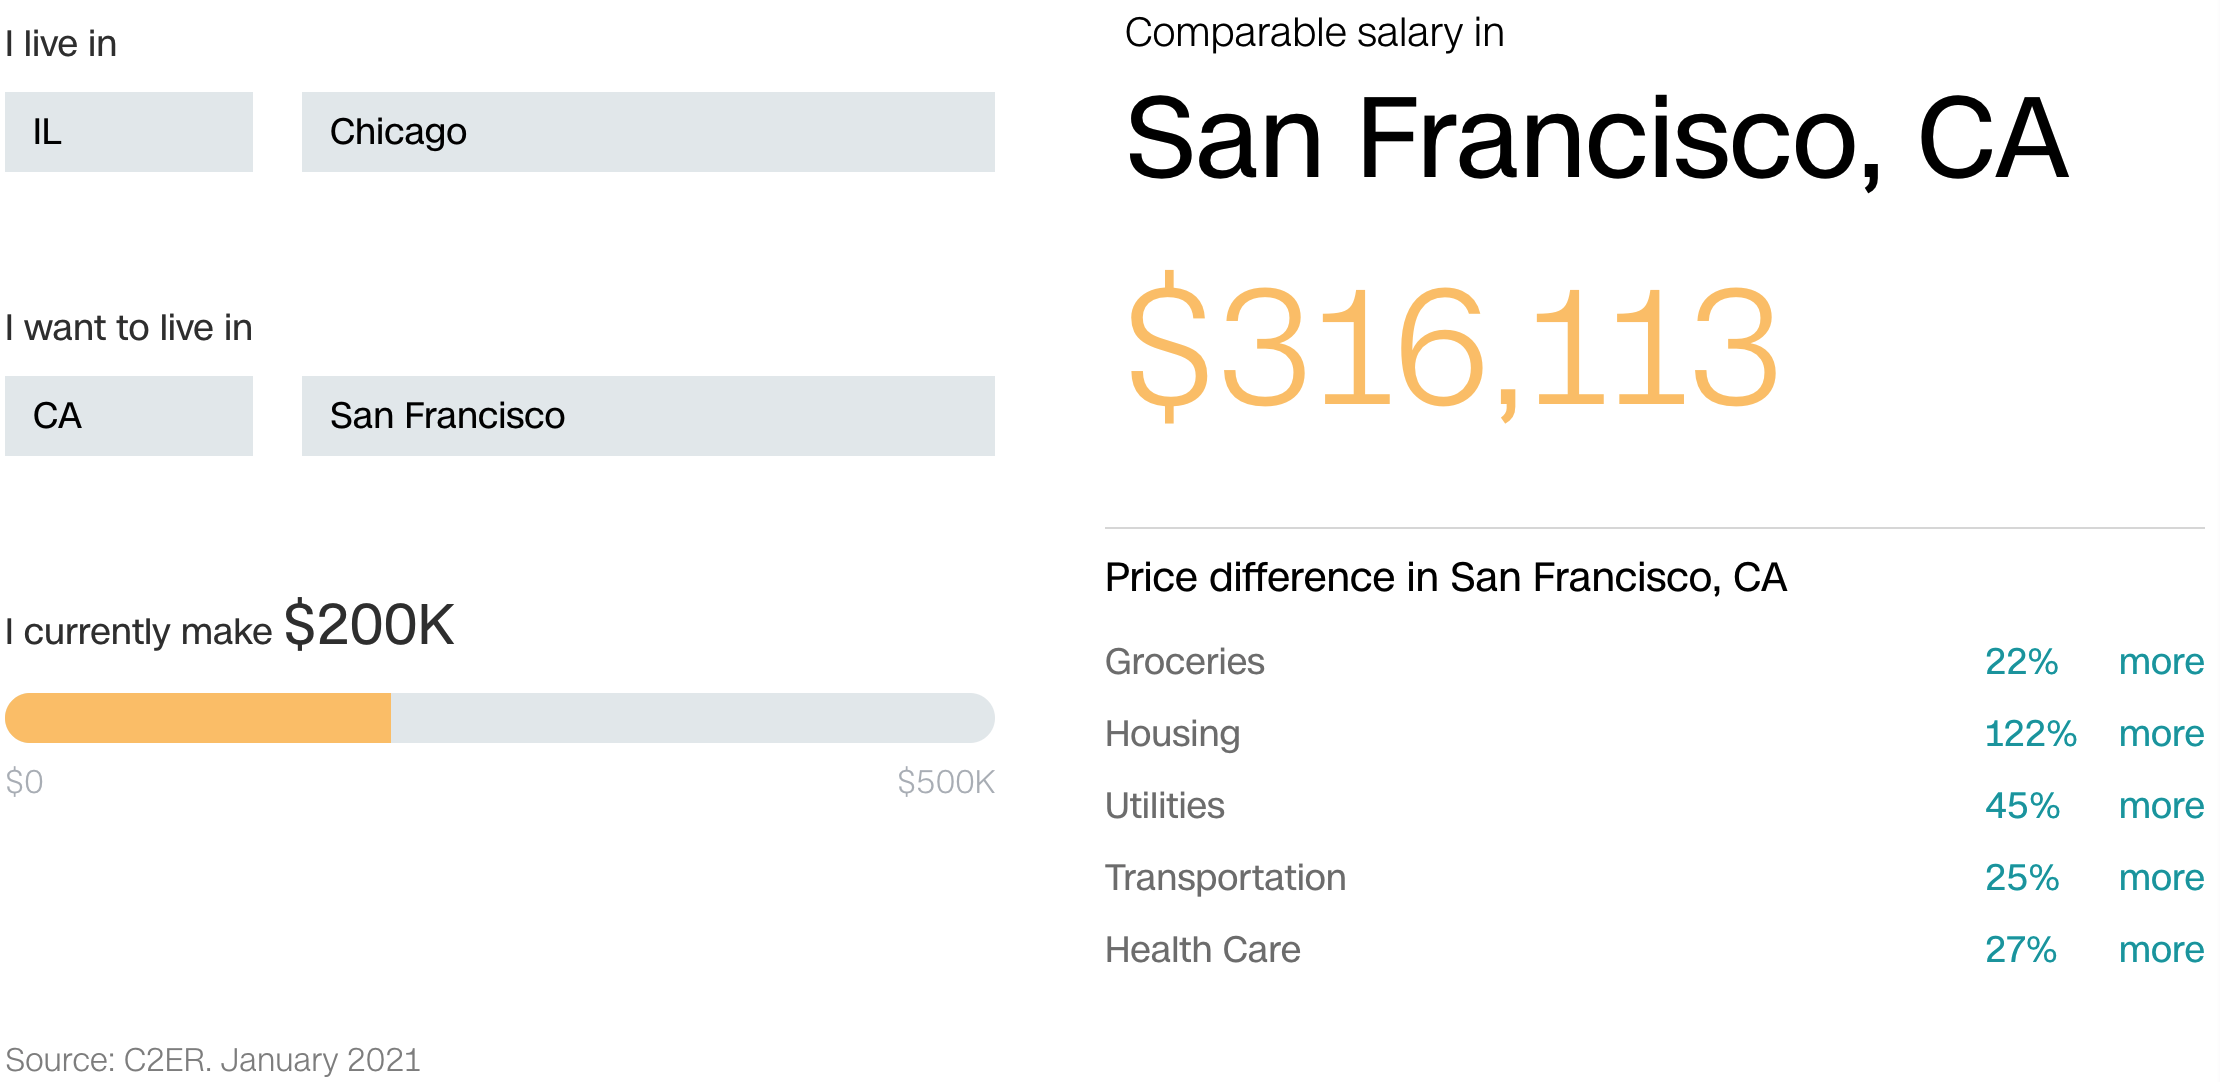 I live in
IL Chicago
I want to live in
CA San Francisco
I currently make $200K
$0 $500K
Source: C2ER. January 2021
Comparable salary in
San Francisco, CA
$316,113
Price difference in San Francisco, CA
Groceries 22% more
Housing 122% more
Utilities 45% more
Transportation 25% more
Health Care 27% more